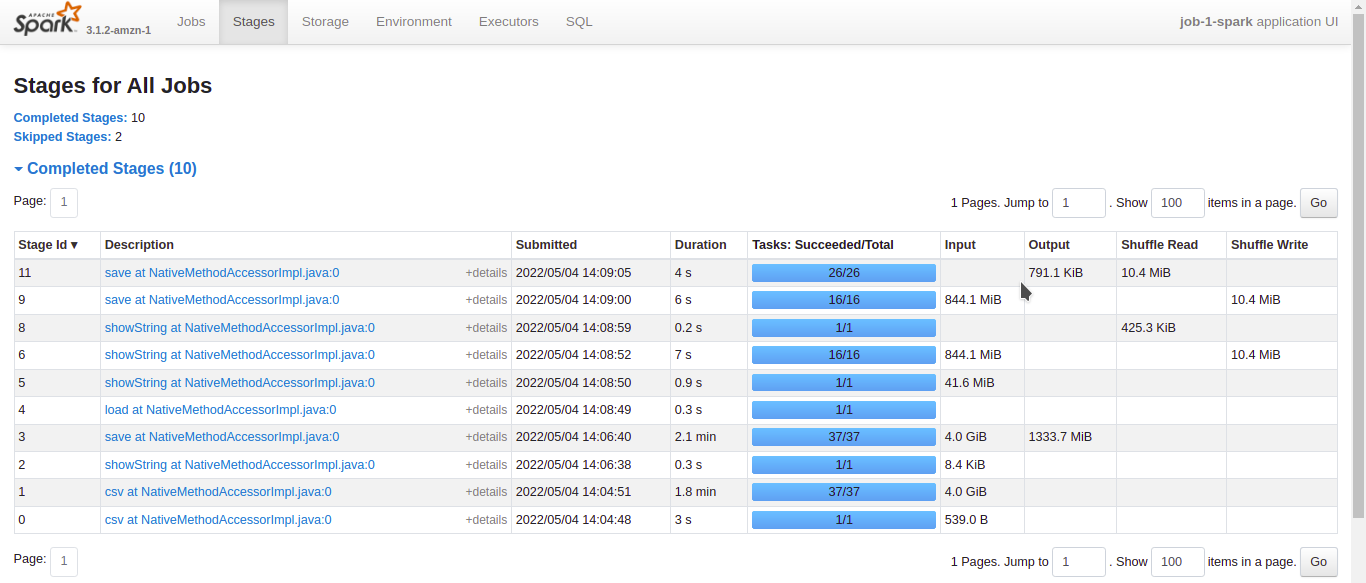 APACHE Spark 3.1.2-amzn-1 Jobs Stages Storage Environment Executors SQL job-1-spark application UI
Stages for All Jobs
Completed Stages: 10
Skipped Stages: 2
Completed Stages (10)
Page: 1 1 Pages. Jump to 1 . Show 100 items in a page. Go
Stage Id ▾ Description Submitted Duration Tasks: Succeeded/Total Input Output Shuffle Read Shuffle Write
11 save at NativeMethodAccessorImpl.java:0 +details 2022/05/04 14:09:05 4 s 26/26 791.1 KiB 10.4 MiB
9 save at NativeMethodAccessorImpl.java:0 +details 2022/05/04 14:09:00 6 s 16/16 844.1 MiB 10.4 MiB
8 showString at NativeMethodAccessorImpl.java:0 +details 2022/05/04 14:08:59 0.2 s 1/1 425.3 KiB
6 showString at NativeMethodAccessorImpl.java:0 +details 2022/05/04 14:08:52 7 s 16/16 844.1 MiB 10.4 MiB
5 showString at NativeMethodAccessorImpl.java:0 +details 2022/05/04 14:08:50 0.9 s 1/1 41.6 MiB
4 load at NativeMethodAccessorImpl.java:0 +details 2022/05/04 14:08:49 0.3 s 1/1
3 save at NativeMethodAccessorImpl.java:0 +details 2022/05/04 14:06:40 2.1 min 37/37 4.0 GiB 1333.7 MiB
2 showString at NativeMethodAccessorImpl.java:0 +details 2022/05/04 14:06:38 0.3 s 1/1 8.4 KiB
1 csv at NativeMethodAccessorImpl.java:0 +details 2022/05/04 14:04:51 1.8 min 37/37 4.0 GiB
0 csv at NativeMethodAccessorImpl.java:0 +details 2022/05/04 14:04:48 3 s 1/1 539.0 B
Page: 1 1 Pages. Jump to 1 . Show 100 items in a page. Go